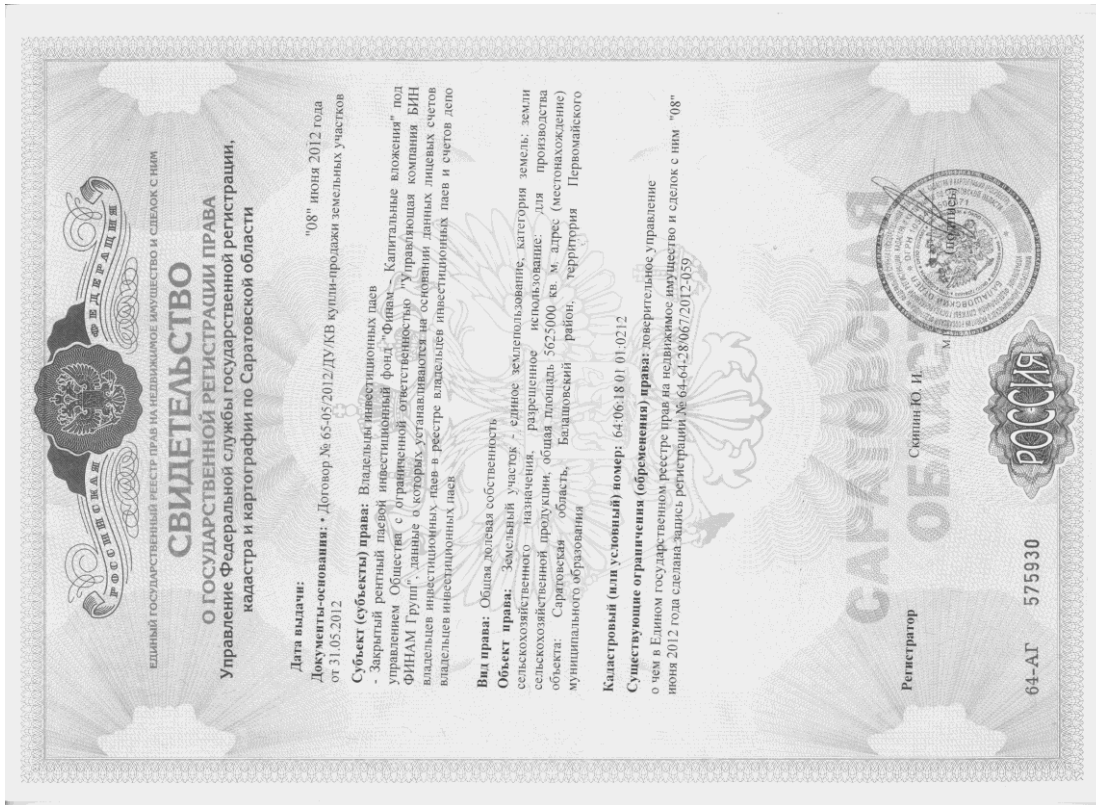 РОССИЙСКАЯ ФЕДЕРАЦИЯ
ЕДИНЫЙ ГОСУДАРСТВЕННЫЙ РЕЕСТР ПРАВ НА НЕДВИЖИМОЕ ИМУЩЕСТВО И СДЕЛОК С НИМ
СВИДЕТЕЛЬСТВО
О ГОСУДАРСТВЕННОЙ РЕГИСТРАЦИИ ПРАВА
Управление Федеральной службы государственной регистрации,
кадастра и картографии по Саратовской области
Дата выдачи: "08" июня 2012 года
Документы-основания: • Договор № 65-05/2012/ДУ/КВ купли-продажи земельных участков
от 31.05.2012
Субъект (субъекты) права: Владельцы инвестиционных паев
- Закрытый рентный паевой инвестиционный фонд "Финам - Капитальные вложения" под
управлением Общества с ограниченной ответственностью "Управляющая компания БИН
ФИНАМ Групп", данные о которых устанавливаются на основании данных лицевых счетов
владельцев инвестиционных паев в реестре владельцев инвестиционных паев и счетов депо
владельцев инвестиционных паев
Вид права: Общая долевая собственность
Объект права: Земельный участок - единое землепользование, категория земель: земли
сельскохозяйственного назначения, разрешенное использование: для производства
сельскохозяйственной продукции, общая площадь 5625000 кв. м, адрес (местонахождение)
объекта: Саратовская область, Балашовский район, территория Первомайского
муниципального образования
Кадастровый (или условный) номер: 64:06:18 01 01:0212
Существующие ограничения (обременения) права: доверительное управление
о чем в Едином государственном реестре прав на недвижимое имущество и сделок с ним "08"
июня 2012 года сделана запись регистрации № 64-64-28/067/2012-059
САРАТОВСКАЯ
ОБЛАСТЬ
Регистратор Скипин Ю. И.
М.П. (подпись)
РОССИЯ
64-АГ 575930